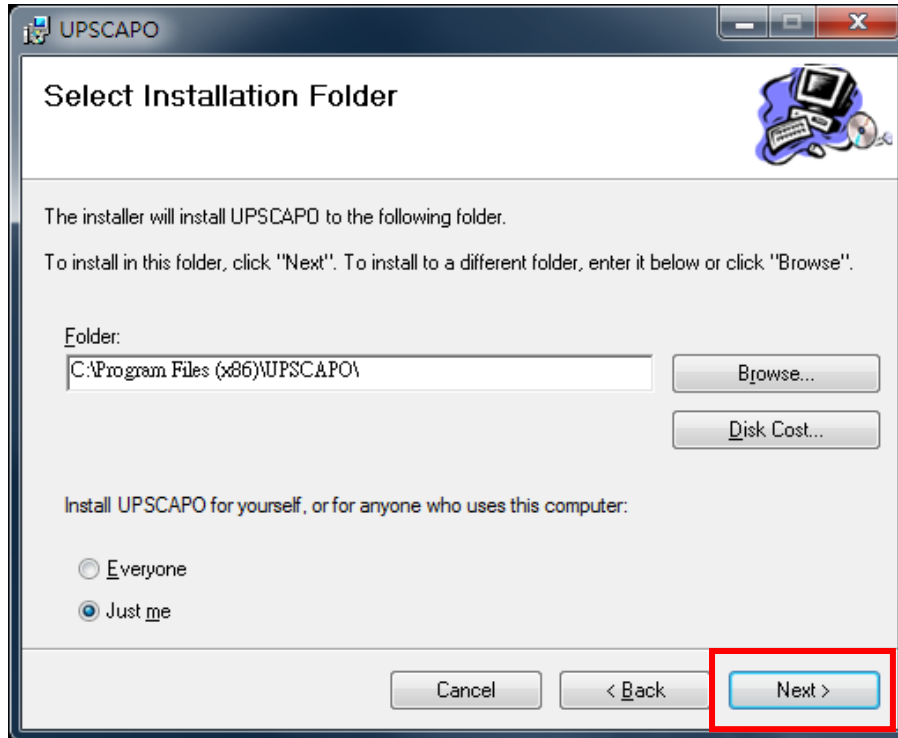 UPSCAPO
Select Installation Folder
The installer will install UPSCAPO to the following folder.
To install in this folder, click "Next". To install to a different folder, enter it below or click "Browse".
Folder:
C:\Program Files (x86)\UPSCAPO\
Browse...
Disk Cost...
Install UPSCAPO for yourself, or for anyone who uses this computer:
Everyone
Just me
Cancel
< Back
Next >